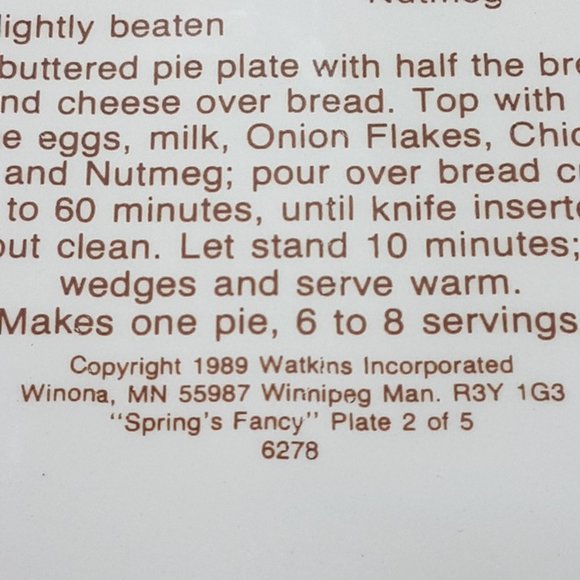 Nutmeg
lightly beaten
buttered pie plate with half the bre
nd cheese over bread. Top with
e eggs, milk, Onion Flakes, Chic
and Nutmeg; pour over bread c
to 60 minutes, until knife inserte
out clean. Let stand 10 minutes;
wedges and serve warm.
Makes one pie, 6 to 8 servings
Copyright 1989 Watkins Incorporated
Winona, MN 55987 Winnipeg Man. R3Y 1G3
"Spring's Fancy" Plate 2 of 5
6278